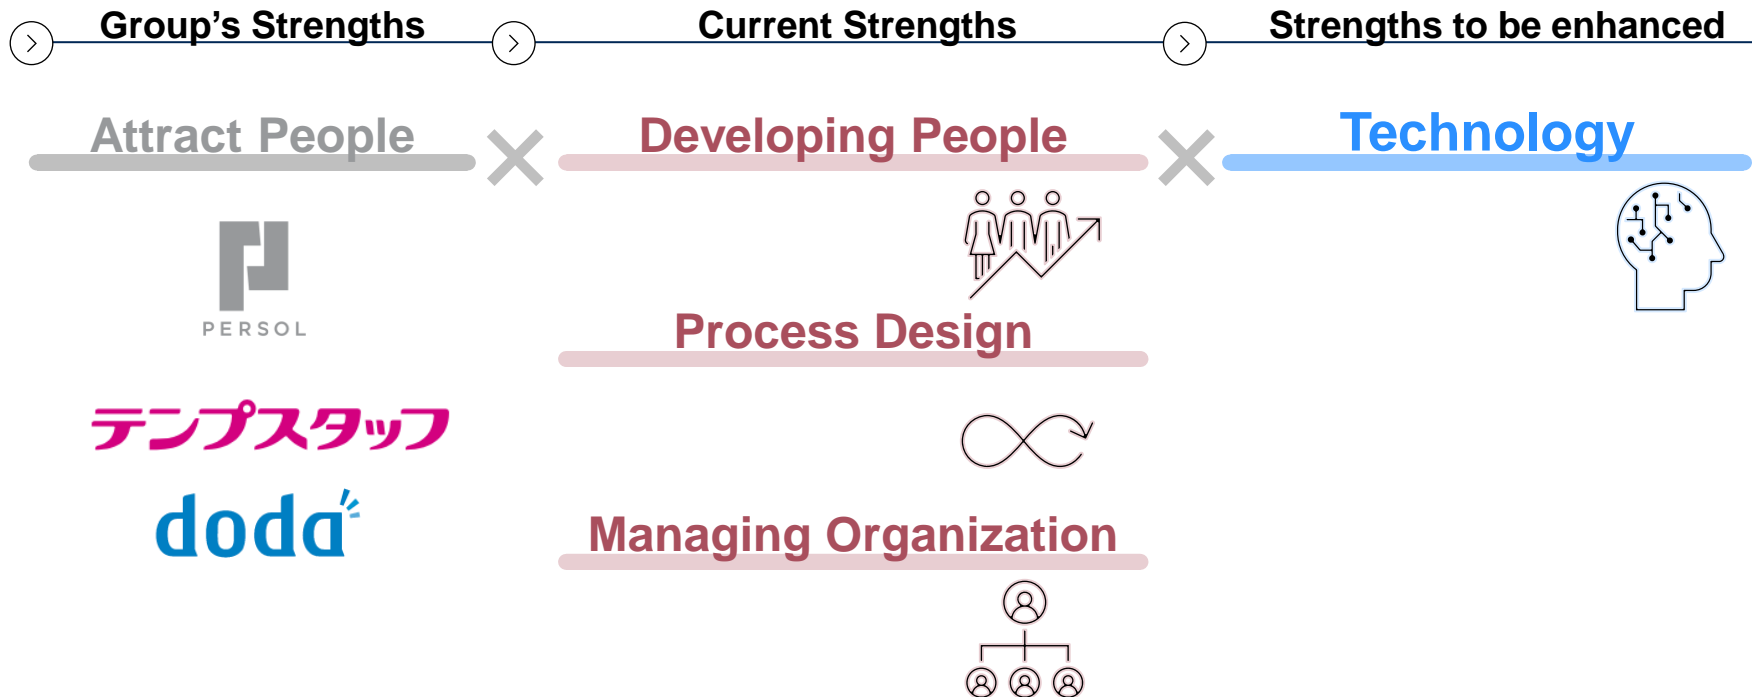 Group’s Strengths
Current Strengths
Strengths to be enhanced
Attract People
Developing People
Technology
PERSOL
Process Design
テンプスタッフ
doda
Managing Organization